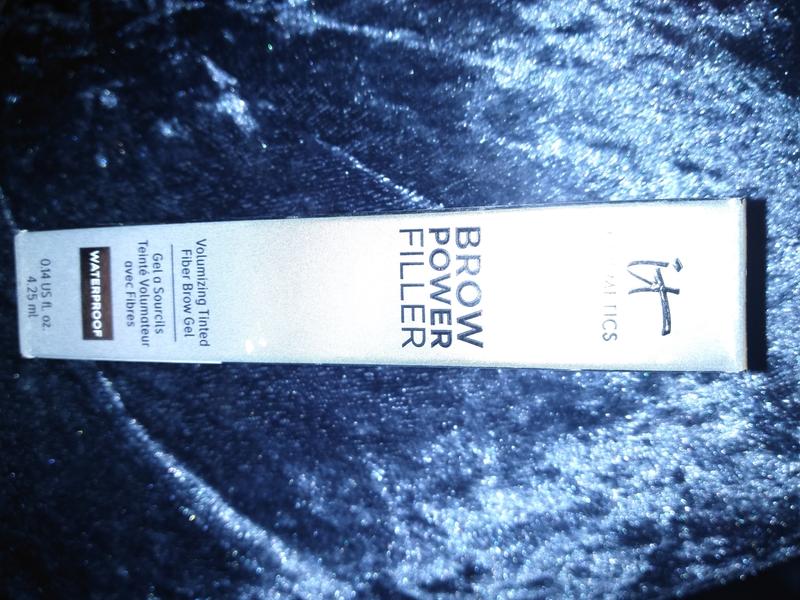 it
BROW
POWER
FILLER
Volumizing Tinted
Fiber Brow Gel
Gel à Sourcils
Teinté Volumateur
avec Fibres
WATERPROOF
0.14 US fl. oz.
4.25 ml